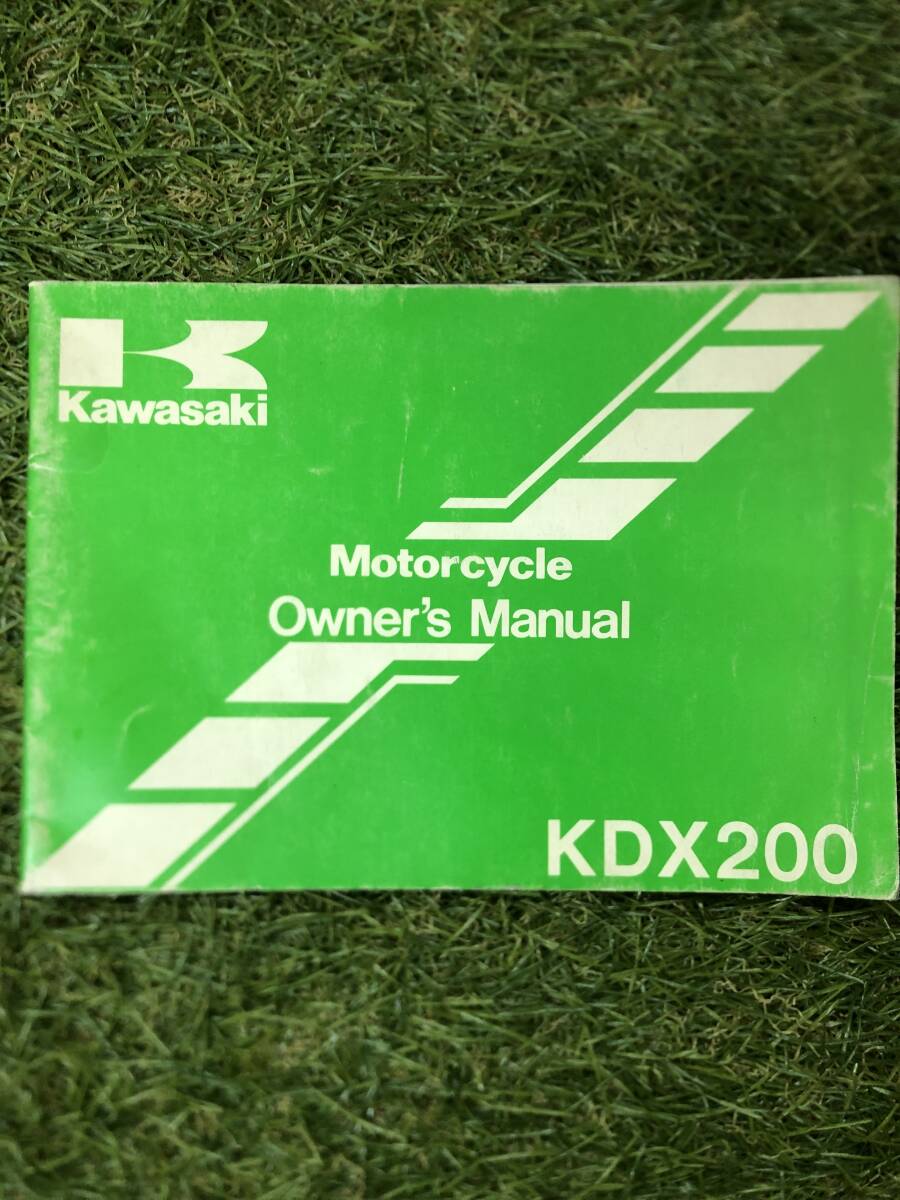 Kawasaki
Motorcycle
Owner's Manual
KDX200